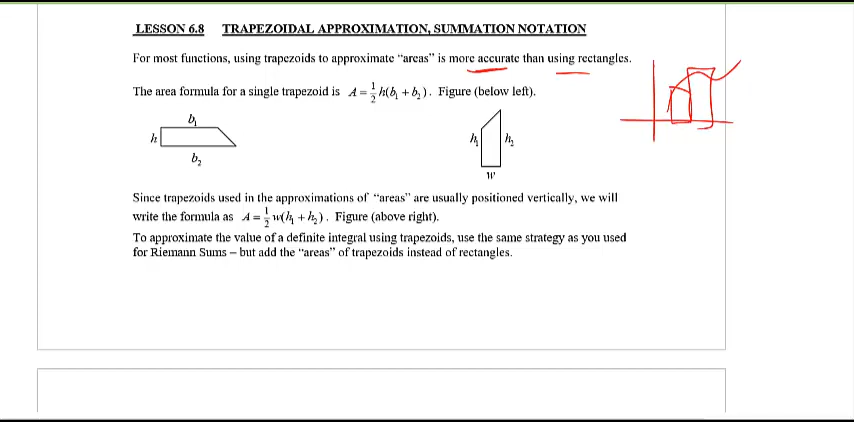 LESSON 6.8 TRAPEZOIDAL APPROXIMATION, SUMMATION NOTATION
For most functions, using trapezoids to approximate “areas” is more accurate than using rectangles.
The area formula for a single trapezoid is A = 1/2 h(b₁ + b₂). Figure (below left).
b₁
h
b₂
h₁ h₂
w
Since trapezoids used in the approximations of “areas” are usually positioned vertically, we will
write the formula as A = 1/2 w(h₁ + h₂). Figure (above right).
To approximate the value of a definite integral using trapezoids, use the same strategy as you used
for Riemann Sums – but add the “areas” of trapezoids instead of rectangles.